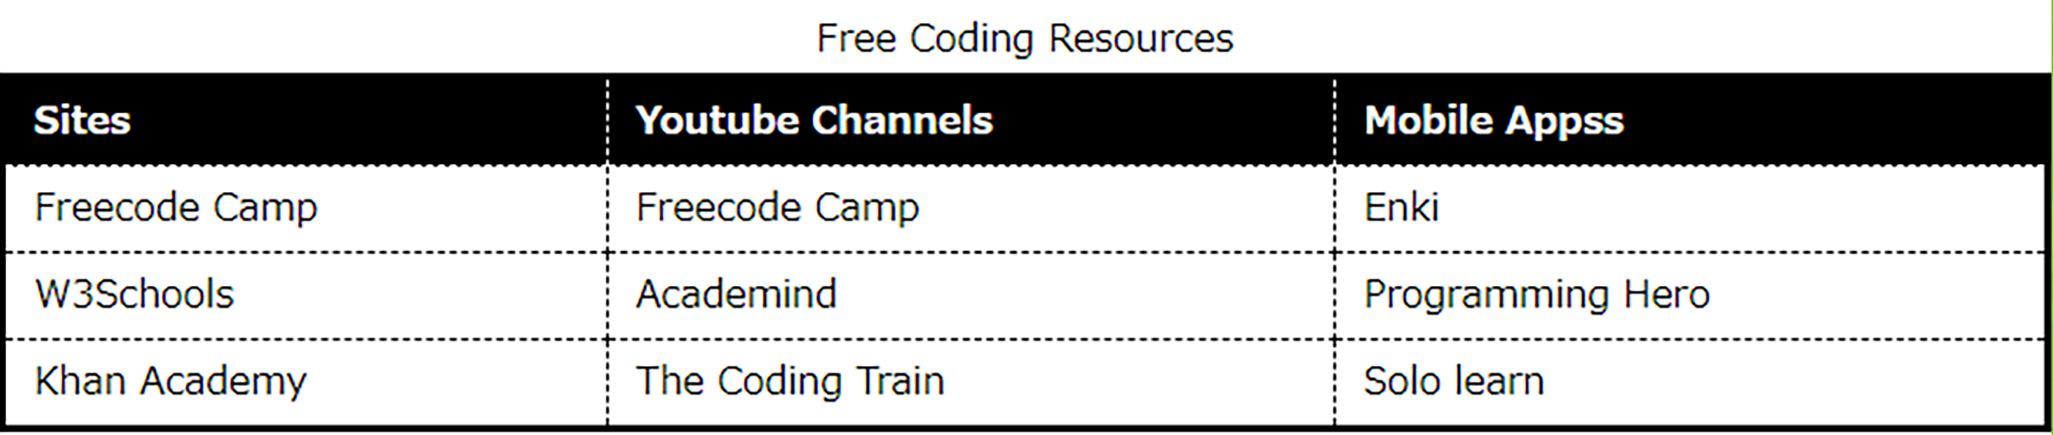 Free Coding Resources
Sites Youtube Channels Mobile Appss
Freecode Camp Freecode Camp Enki
W3Schools Academind Programming Hero
Khan Academy The Coding Train Solo learn